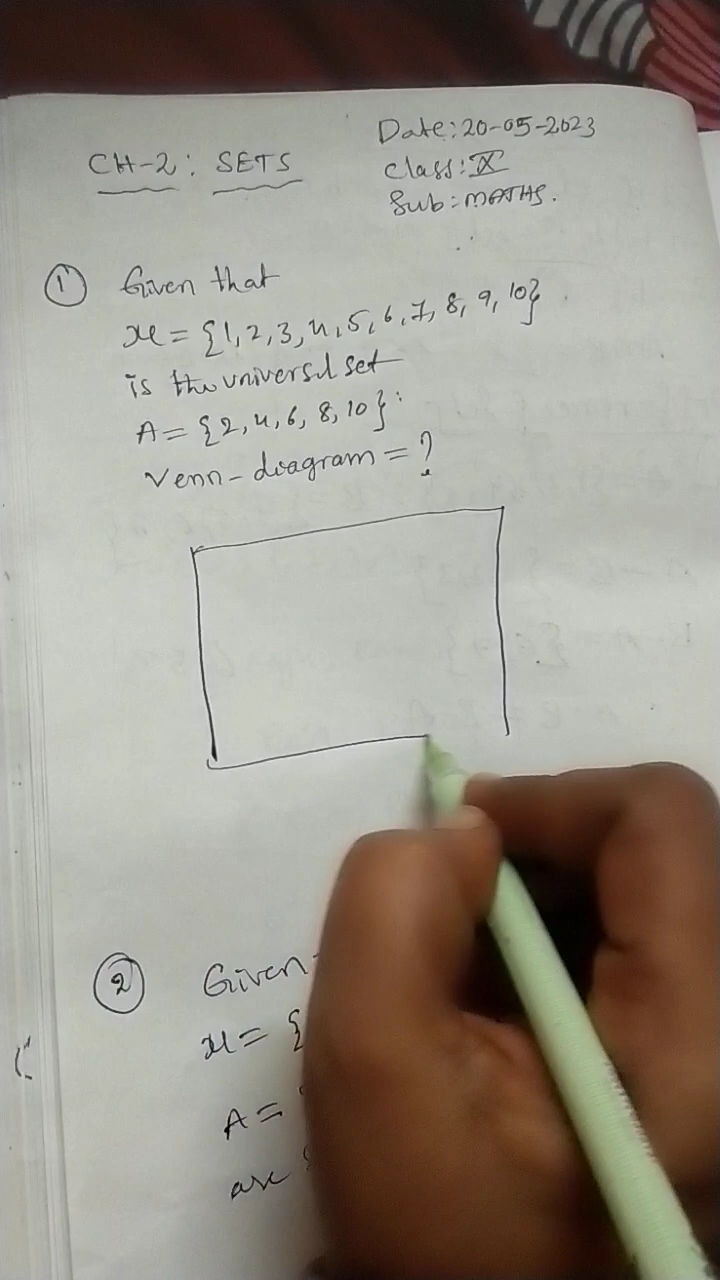 CH-2: SETS
Date: 20-05-2023
Class: X
Sub: MATHS.
① Given that
μ = {1, 2, 3, 4, 5, 6, 7, 8, 9, 10}
is the universal set
A = {2, 4, 6, 8, 10}:
Venn-diagram = ?
② Given
μ = {
A =
are